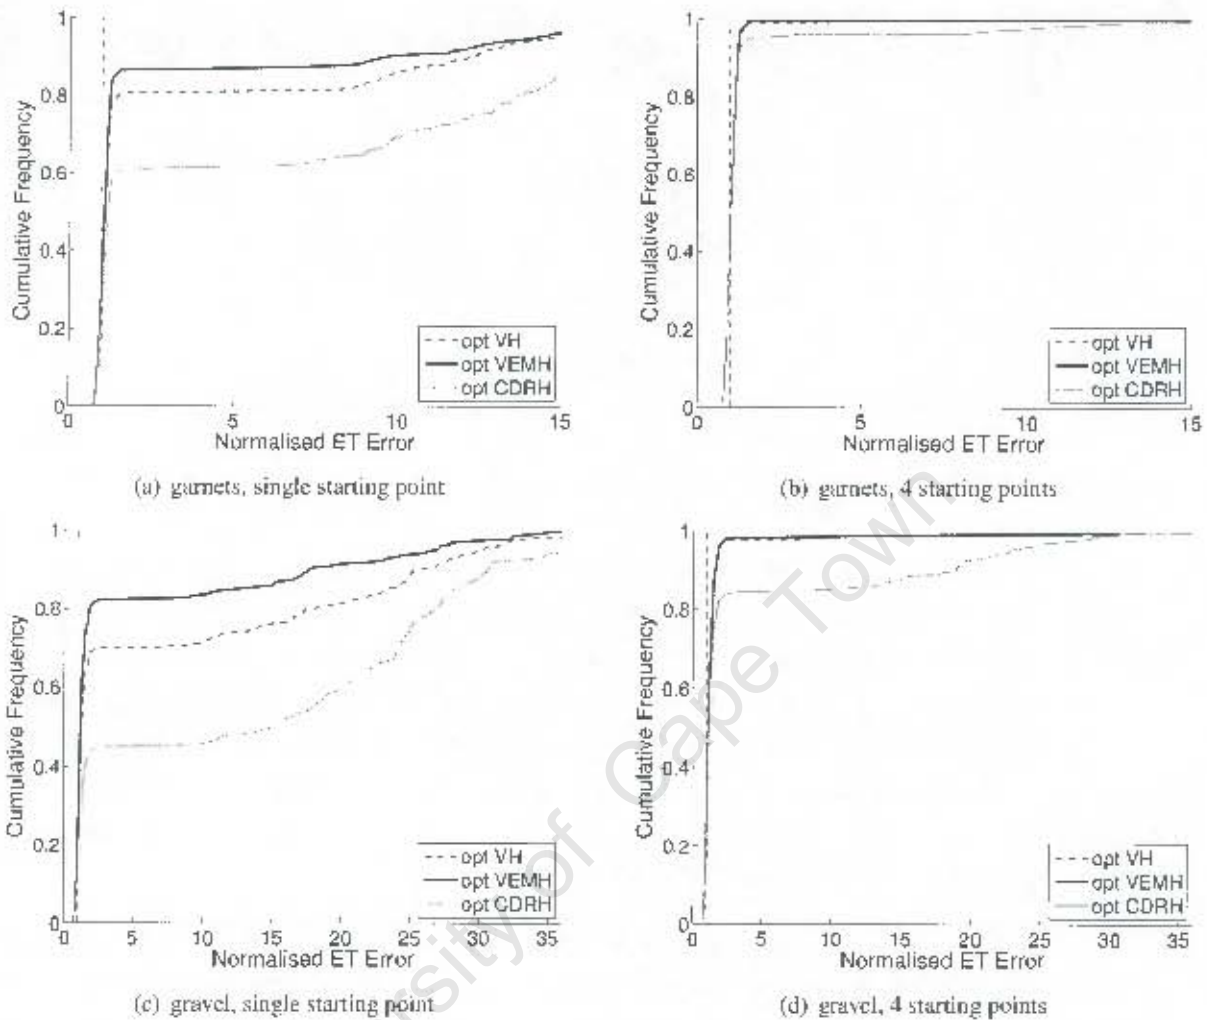 1
0.8
0.6
0.4
0.2
0
Cumulative Frequency
opt VH
opt VEMH
opt CDRH
0 5 10 15
Normalised ET Error
(a) garnets, single starting point
1
0.8
0.6
0.4
0.2
0
Cumulative Frequency
opt VH
opt VEMH
opt CDRH
0 5 10 15
Normalised ET Error
(b) garnets, 4 starting points
1
0.8
0.6
0.4
0.2
0
Cumulative Frequency
opt VH
opt VEMH
opt CDRH
0 5 10 15 20 25 30 35
Normalised ET Error
(c) gravel, single starting point
1
0.8
0.6
0.4
0.2
0
Cumulative Frequency
opt VH
opt VEMH
opt CDRH
0 5 10 15 20 25 30 35
Normalised ET Error
(d) gravel, 4 starting points
rsity of Cape Town